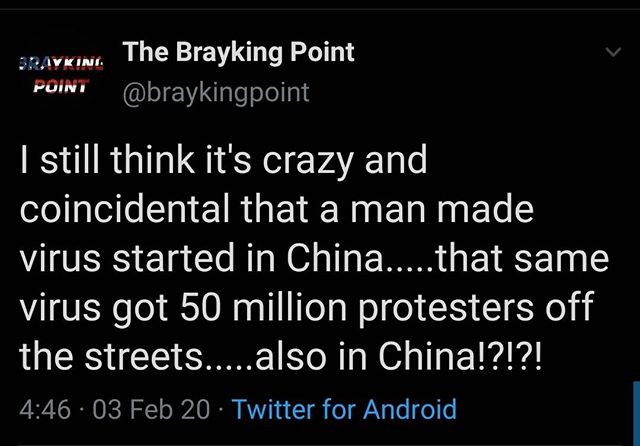 BRAYKING
POINT
The Brayking Point
@braykingpoint
I still think it's crazy and
coincidental that a man made
virus started in China.....that same
virus got 50 million protesters off
the streets.....also in China!?!?!
4:46 · 03 Feb 20 · Twitter for Android